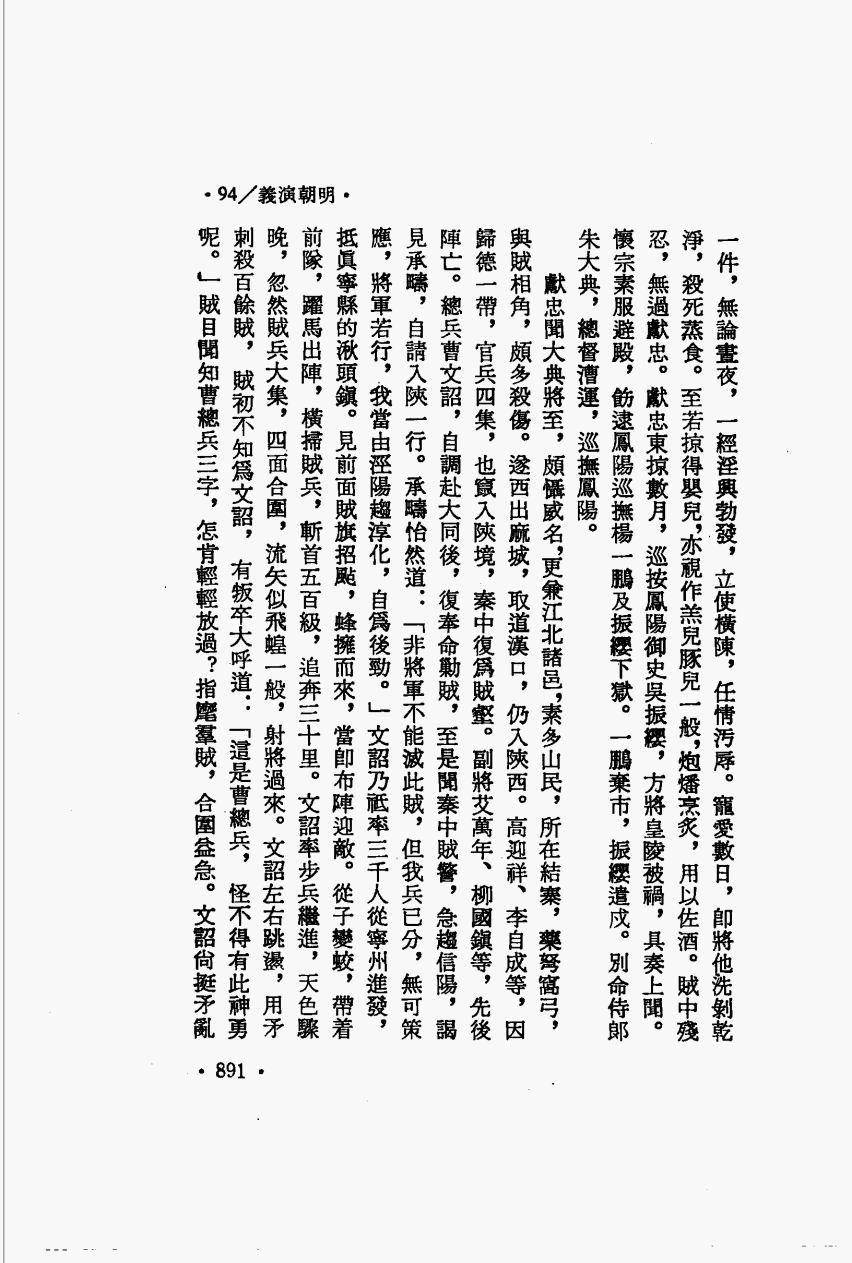 ·明朝演義／94·
一件，無論晝夜，一經淫興勃發，立使橫陳，任情污辱。寵愛數日，卽將他洗剝乾
淨，殺死蒸食。至若掠得嬰兒，亦視作羔兒豚兒一般，炮燔烹炙，用以佐酒。賊中殘
忍，無過獻忠。獻忠東掠數月，巡按鳳陽御史吳振纓，方將皇陵被禍，具奏上聞。
懷宗素服避殿，飭逮鳳陽巡撫楊一鵬及振纓下獄。一鵬棄市，振纓遣戍。別命侍郎
朱大典，總督漕運，巡撫鳳陽。
獻忠聞大典將至，頗懾威名，更兼江北諸邑，素多山民，所在結寨，藥弩窩弓，
與賊相角，頗多殺傷。遂西出麻城，取道漢口，仍入陝西。高迎祥、李自成等，因
歸德一帶，官兵四集，也竄入陝境，秦中復爲賊壑。副將艾萬年、柳國鎭等，先後
陣亡。總兵曹文詔，自調赴大同後，復奉命勦賊，至是聞秦中賊警，急趨信陽，謁
見承疇，自請入陝一行。承疇怡然道：「非將軍不能滅此賊，但我兵已分，無可策
應，將軍若行，我當由涇陽趨淳化，自爲後勁。」文詔乃祗率三千人從寧州進發，
抵眞寧縣的湫頭鎭。見前面賊旗招颭，蜂擁而來，當卽布陣迎敵。從子變蛟，帶着
前隊，躍馬出陣，橫掃賊兵，斬首五百級，追奔三十里。文詔率步兵繼進，天色驟
晚，忽然賊兵大集，四面合圍，流矢似飛蝗一般，射將過來。文詔左右跳盪，用矛
刺殺百餘賊，賊初不知爲文詔，有叛卒大呼道：「這是曹總兵，怪不得有此神勇
呢。」賊目聞知曹總兵三字，怎肯輕輕放過？指麾羣賊，合圍益急。文詔尙挺矛亂
·891·